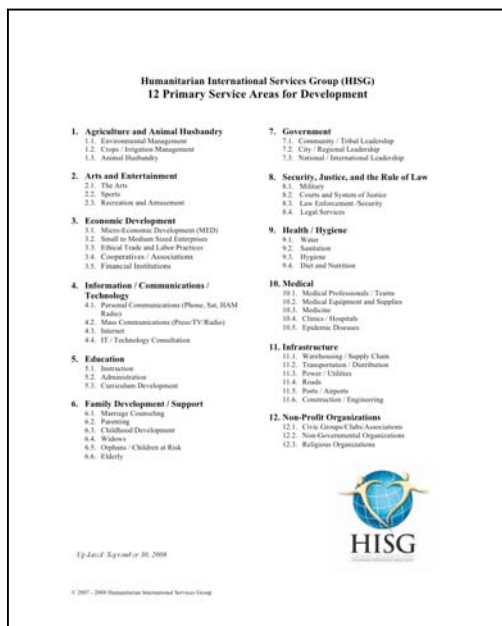 Humanitarian International Services Group (HISG)
12 Primary Service Areas for Development
1. Agriculture and Animal Husbandry
1.1. Environmental Management
1.2. Crops / Irrigation Management
1.3. Animal Husbandry
2. Arts and Entertainment
2.1. The Arts
2.2. Sports
2.3. Recreation and Amusement
3. Economic Development
3.1. Micro-Economic Development (MED)
3.2. Small to Medium Sized Enterprises
3.3. Ethical Trade and Labor Practices
3.4. Cooperatives / Associations
3.5. Financial Institutions
4. Information / Communications /
Technology
4.1. Personal Communications (Phone, Sat, HAM
Radio)
4.2. Mass Communications (Press/TV/Radio)
4.3. Internet
4.4. IT / Technology Consultation
5. Education
5.1. Instruction
5.2. Administration
5.3. Curriculum Development
6. Family Development / Support
6.1. Marriage Counseling
6.2. Parenting
6.3. Childhood Development
6.4. Widows
6.5. Orphans / Children at Risk
6.6. Elderly
7. Government
7.1. Community / Tribal Leadership
7.2. City / Regional Leadership
7.3. National / International Leadership
8. Security, Justice, and the Rule of Law
8.1. Military
8.2. Courts and System of Justice
8.3. Law Enforcement /Security
8.4. Legal Services
9. Health / Hygiene
9.1. Water
9.2. Sanitation
9.3. Hygiene
9.4. Diet and Nutrition
10. Medical
10.1. Medical Professionals / Teams
10.2. Medical Equipment and Supplies
10.3. Medicine
10.4. Clinics / Hospitals
10.5. Epidemic Diseases
11. Infrastructure
11.1. Warehousing / Supply Chain
11.2. Transportation / Distribution
11.3. Power / Utilities
11.4. Roads
11.5. Ports / Airports
11.6. Construction / Engineering
12. Non-Profit Organizations
12.1. Civic Groups/Clubs/Associations
12.2. Non-Governmental Organizations
12.3. Religious Organizations
HISG
Updated: September 10, 2008
© 2007 - 2008 Humanitarian International Services Group